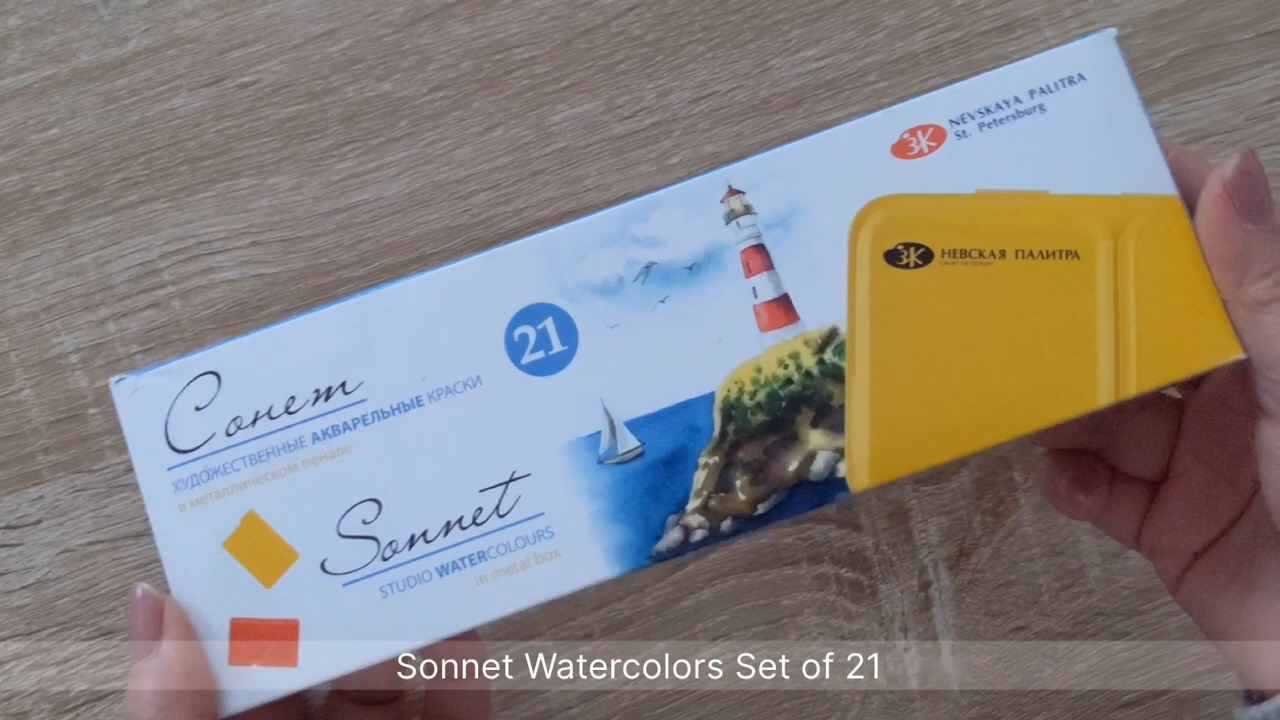 ЗК
NEVSKAYA PALITRA
St. Petersburg
ЗК
НЕВСКАЯ ПАЛИТРА
21
Сонет
ХУДОЖЕСТВЕННЫЕ АКВАРЕЛЬНЫЕ КРАСКИ
в металлическом пенале
Sonnet
STUDIO WATERCOLOURS
in metal box
Sonnet Watercolors Set of 21